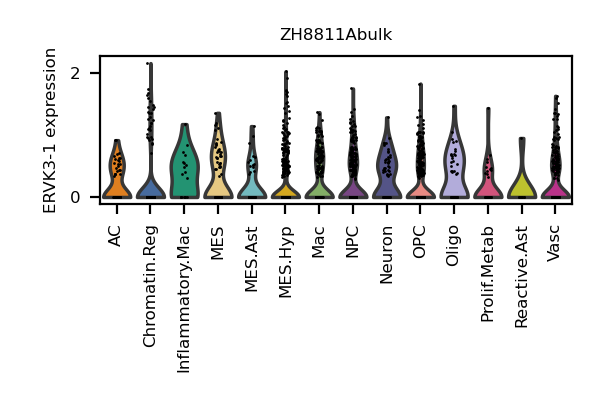 ZH8811Abulk
ERVK3-1 expression
2
0
AC
Chromatin.Reg
Inflammatory.Mac
MES
MES.Ast
MES.Hyp
Mac
NPC
Neuron
OPC
Oligo
Prolif.Metab
Reactive.Ast
Vasc